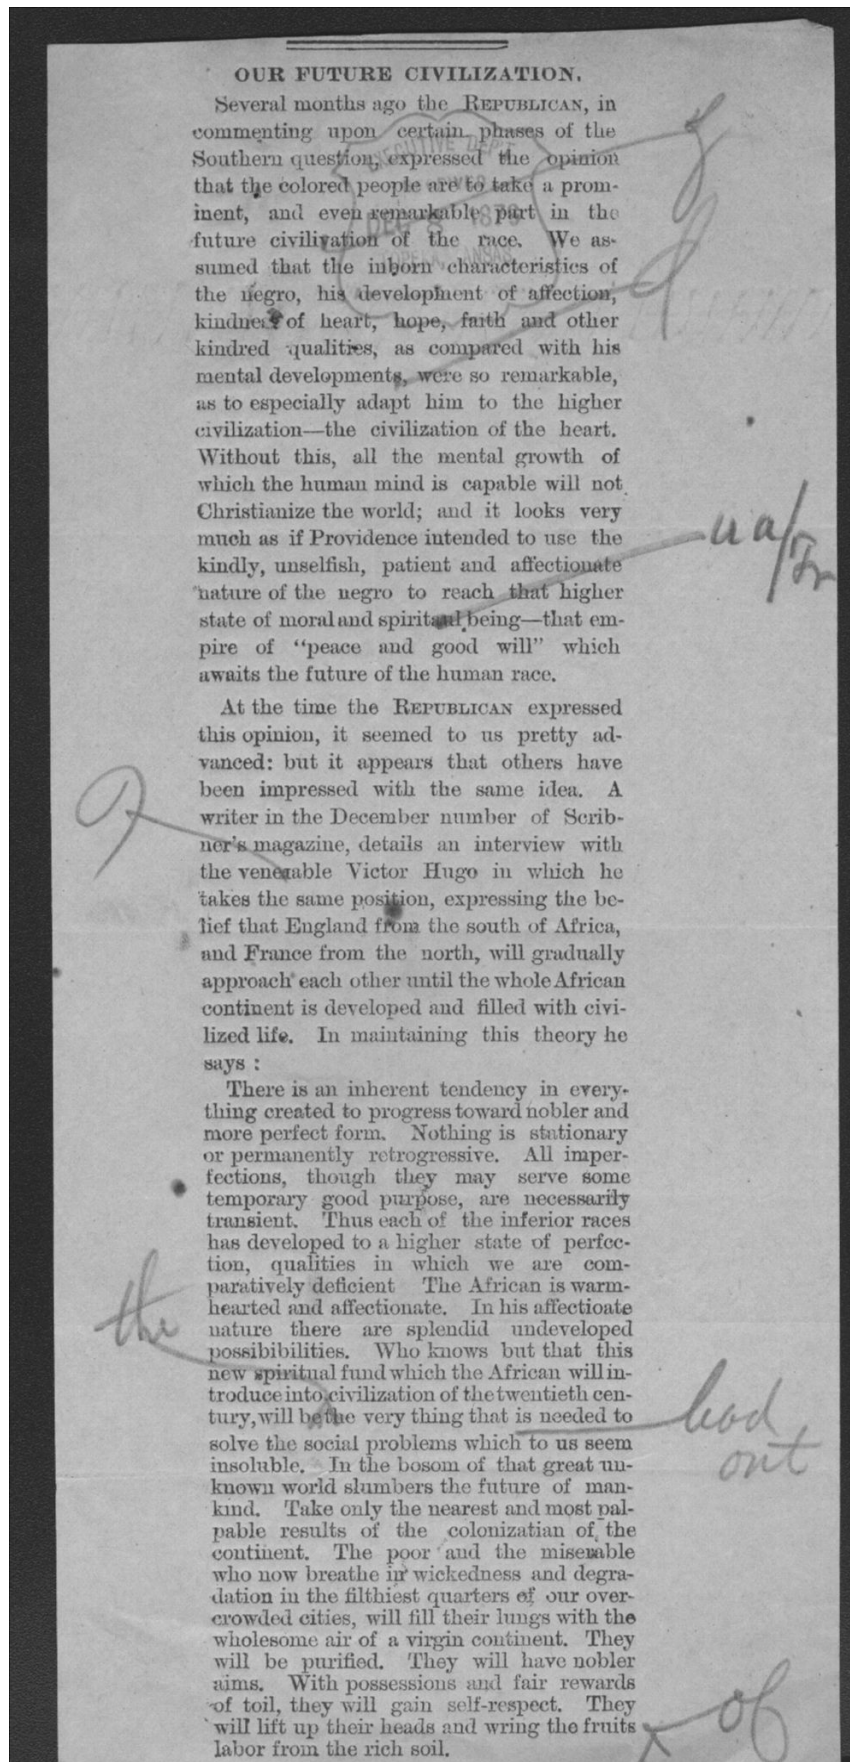 OUR FUTURE CIVILIZATION.
Several months ago the REPUBLICAN, in
commenting upon certain phases of the
Southern question, expressed the opinion
that the colored people are to take a prom-
inent, and even remarkable part in the
future civilization of the race. We as-
sumed that the inborn characteristics of
the negro, his development of affection,
kindness of heart, hope, faith and other
kindred qualities, as compared with his
mental developments, were so remarkable,
as to especially adapt him to the higher
civilization—the civilization of the heart.
Without this, all the mental growth of
which the human mind is capable will not
Christianize the world; and it looks very
much as if Providence intended to use the
ua/
kindly, unselfish, patient and affectionate
nature of the negro to reach that higher
state of moral and spiritual being—that em-
pire of "peace and good will" which
awaits the future of the human race.
At the time the REPUBLICAN expressed
this opinion, it seemed to us pretty ad-
vanced: but it appears that others have
been impressed with the same idea. A
writer in the December number of Scrib-
ner's magazine, details an interview with
the venerable Victor Hugo in which he
takes the same position, expressing the be-
lief that England from the south of Africa,
and France from the north, will gradually
approach each other until the whole African
continent is developed and filled with civi-
lized life. In maintaining this theory he
says :
There is an inherent tendency in every-
thing created to progress toward nobler and
more perfect form. Nothing is stationary
or permanently retrogressive. All imper-
fections, though they may serve some
temporary good purpose, are necessarily
transient. Thus each of the inferior races
has developed to a higher state of perfec-
tion, qualities in which we are com-
paratively deficient The African is warm-
hearted and affectionate. In his affectioate
the
nature there are splendid undeveloped
possibibilities. Who knows but that this
new spiritual fund which the African will in-
troduce into civilization of the twentieth cen-
tury, will be the very thing that is needed to
lead
out
solve the social problems which to us seem
insoluble. In the bosom of that great un-
known world slumbers the future of man-
kind. Take only the nearest and most pal-
pable results of the colonizatian of the
continent. The poor and the miserable
who now breathe in wickedness and degra-
dation in the filthiest quarters of our over-
crowded cities, will fill their lungs with the
wholesome air of a virgin continent. They
will be purified. They will have nobler
aims. With possessions and fair rewards
of toil, they will gain self-respect. They
will lift up their heads and wring the fruits
of
labor from the rich soil.